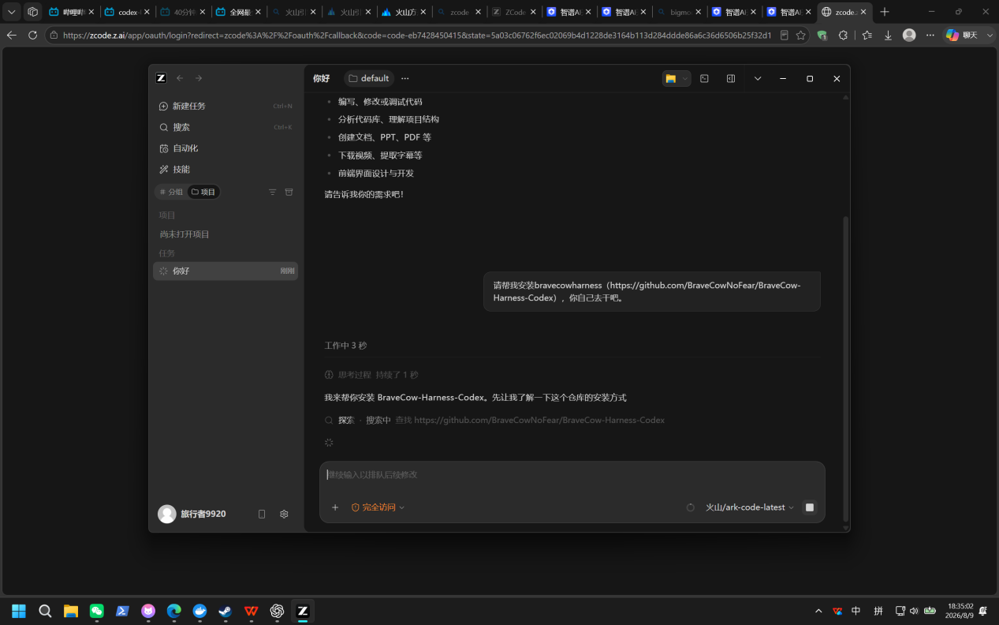 哔哩哔
codex-
40分钟
全网最
火山引
火山引
火山方
zcode
ZCode
智谱AI
智谱AI
bigmo
智谱AI
智谱AI
zcode.
https://zcode.z.ai/app/oauth/login?redirect=zcode%3A%2F%2Foauth%2Fcallback&code=code-eb7428450415&state=5a03c06762f6ec02069b4d1228de3164b113d284ddde86a6c36d6506b25f32d1
聊天
你好
default
新建任务 Ctrl+N
搜索 Ctrl+K
自动化
技能
# 分组 项目
项目
尚未打开项目
任务
你好 刚刚
旅行者9920
• 编写、修改或调试代码
• 分析代码库、理解项目结构
• 创建文档、PPT、PDF 等
• 下载视频、提取字幕等
• 前端界面设计与开发
请告诉我你的需求吧！
请帮我安装bravecowharness（https://github.com/BraveCowNoFear/BraveCow-
Harness-Codex），你自己去干吧。
工作中 3 秒
思考过程 持续了 1 秒
我来帮你安装 BraveCow-Harness-Codex。先让我了解一下这个仓库的安装方式
探索 · 搜索中 查找 https://github.com/BraveCowNoFear/BraveCow-Harness-Codex
继续输入以排队后续修改
完全访问
火山/ark-code-latest
中
拼
18:35:02
2026/8/9